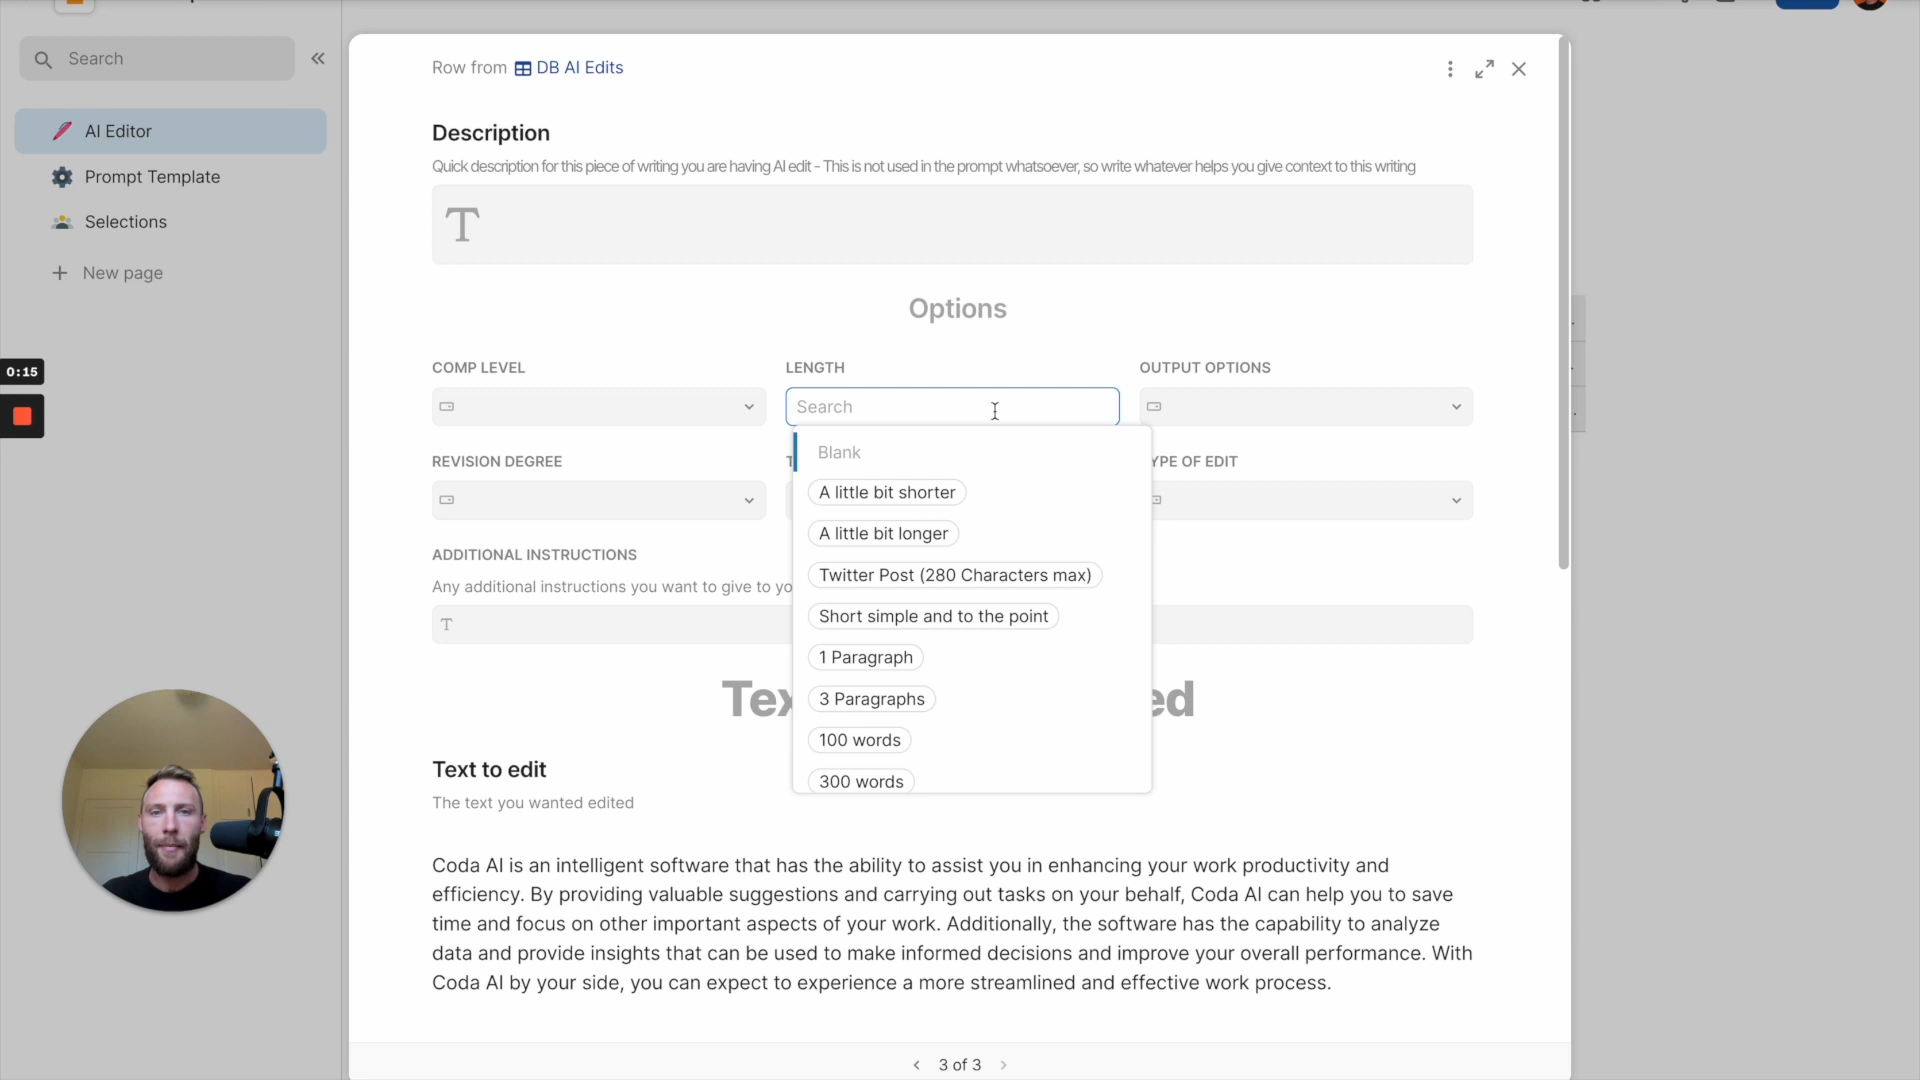 Search
AI Editor
Prompt Template
Selections
New page
0:15
Row from DB AI Edits
Description
Quick description for this piece of writing you are having AI edit - This is not used in the prompt whatsoever, so write whatever helps you give context to this writing
Options
COMP LEVEL
LENGTH
OUTPUT OPTIONS
Search
Blank
A little bit shorter
A little bit longer
Twitter Post (280 Characters max)
Short simple and to the point
1 Paragraph
3 Paragraphs
100 words
300 words
REVISION DEGREE
YPE OF EDIT
ADDITIONAL INSTRUCTIONS
Any additional instructions you want to give to yo
Tex ed
Text to edit
The text you wanted edited
Coda AI is an intelligent software that has the ability to assist you in enhancing your work productivity and
efficiency. By providing valuable suggestions and carrying out tasks on your behalf, Coda AI can help you to save
time and focus on other important aspects of your work. Additionally, the software has the capability to analyze
data and provide insights that can be used to make informed decisions and improve your overall performance. With
Coda AI by your side, you can expect to experience a more streamlined and effective work process.
3 of 3